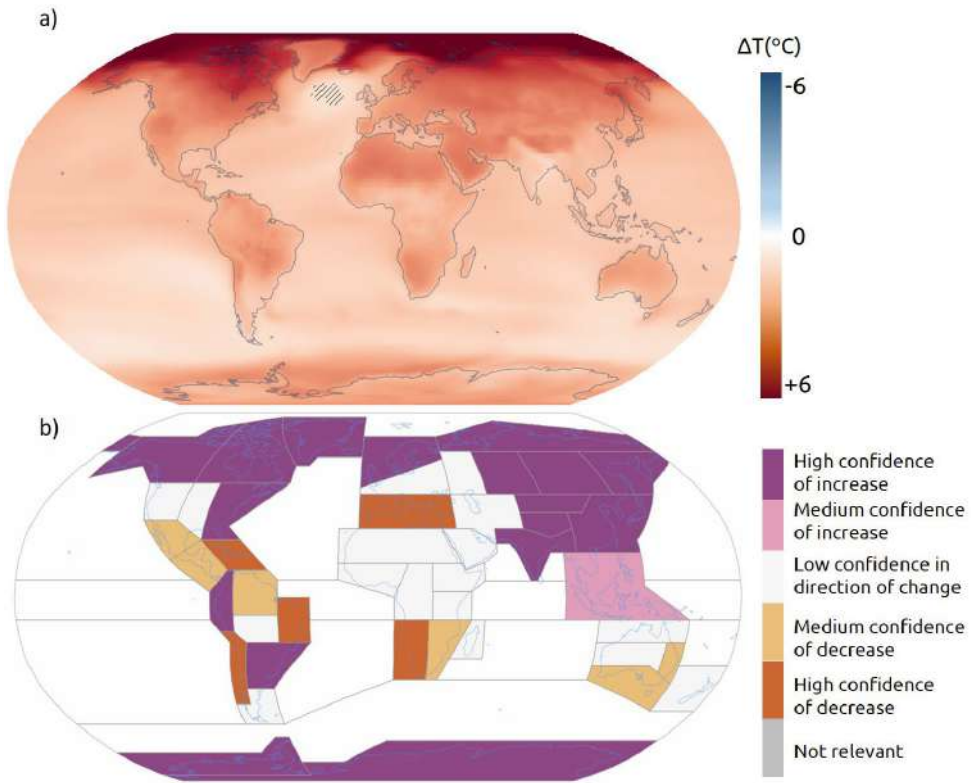 a)
ΔT(°C)
-6
0
+6
b)
High confidence
of increase
Medium confidence
of increase
Low confidence in
direction of change
Medium confidence
of decrease
High confidence
of decrease
Not relevant